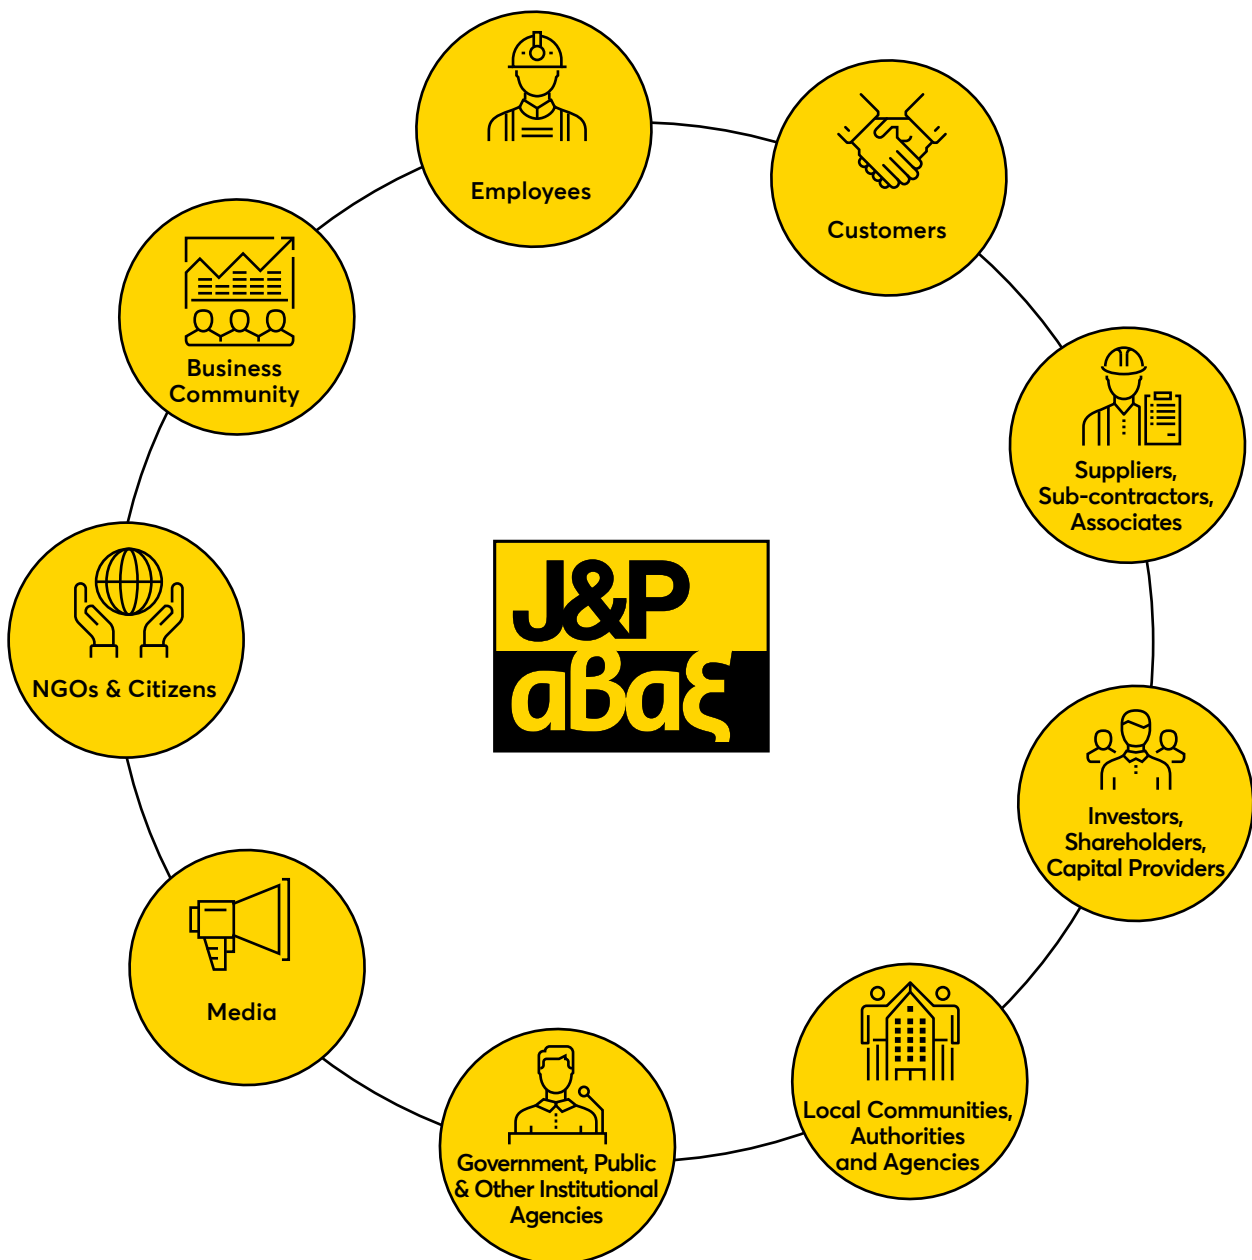 Employees
Customers
Suppliers,
Sub-contractors,
Associates
Investors,
Shareholders,
Capital Providers
Local Communities,
Authorities
and Agencies
Government, Public
& Other Institutional
Agencies
Media
NGOs & Citizens
Business
Community
J&P
αβαξ